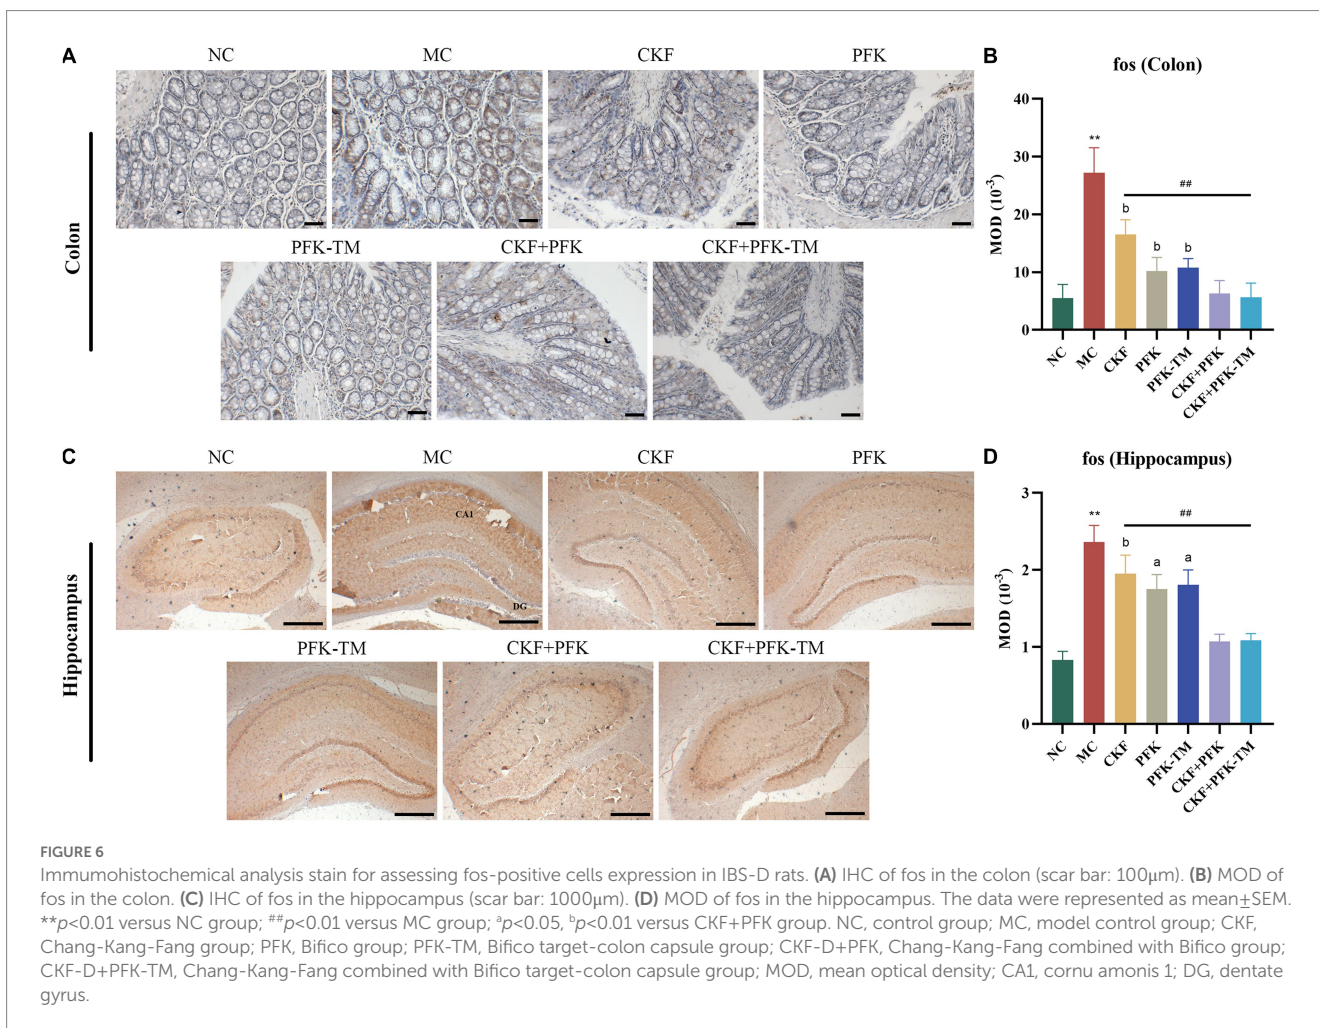 A
NC
MC
CKF
PFK
Colon
PFK-TM
CKF+PFK
CKF+PFK-TM
B
fos (Colon)
MOD (10⁻³)
40
30
20
10
0
**
b
b
b
##
NC
MC
CKF
PFK
PFK-TM
CKF+PFK
CKF+PFK-TM
C
NC
MC
CKF
PFK
CA1
DG
Hippocampus
PFK-TM
CKF+PFK
CKF+PFK-TM
D
fos (Hippocampus)
MOD (10⁻³)
3
2
1
0
**
b
a
a
##
NC
MC
CKF
PFK
PFK-TM
CKF+PFK
CKF+PFK-TM
FIGURE 6
Immumohistochemical analysis stain for assessing fos-positive cells expression in IBS-D rats. (A) IHC of fos in the colon (scar bar: 100μm). (B) MOD of
fos in the colon. (C) IHC of fos in the hippocampus (scar bar: 1000μm). (D) MOD of fos in the hippocampus. The data were represented as mean±SEM.
**p<0.01 versus NC group; ##p<0.01 versus MC group; ᵃp<0.05, ᵇp<0.01 versus CKF+PFK group. NC, control group; MC, model control group; CKF,
Chang-Kang-Fang group; PFK, Bifico group; PFK-TM, Bifico target-colon capsule group; CKF-D+PFK, Chang-Kang-Fang combined with Bifico group;
CKF-D+PFK-TM, Chang-Kang-Fang combined with Bifico target-colon capsule group; MOD, mean optical density; CA1, cornu amonis 1; DG, dentate
gyrus.